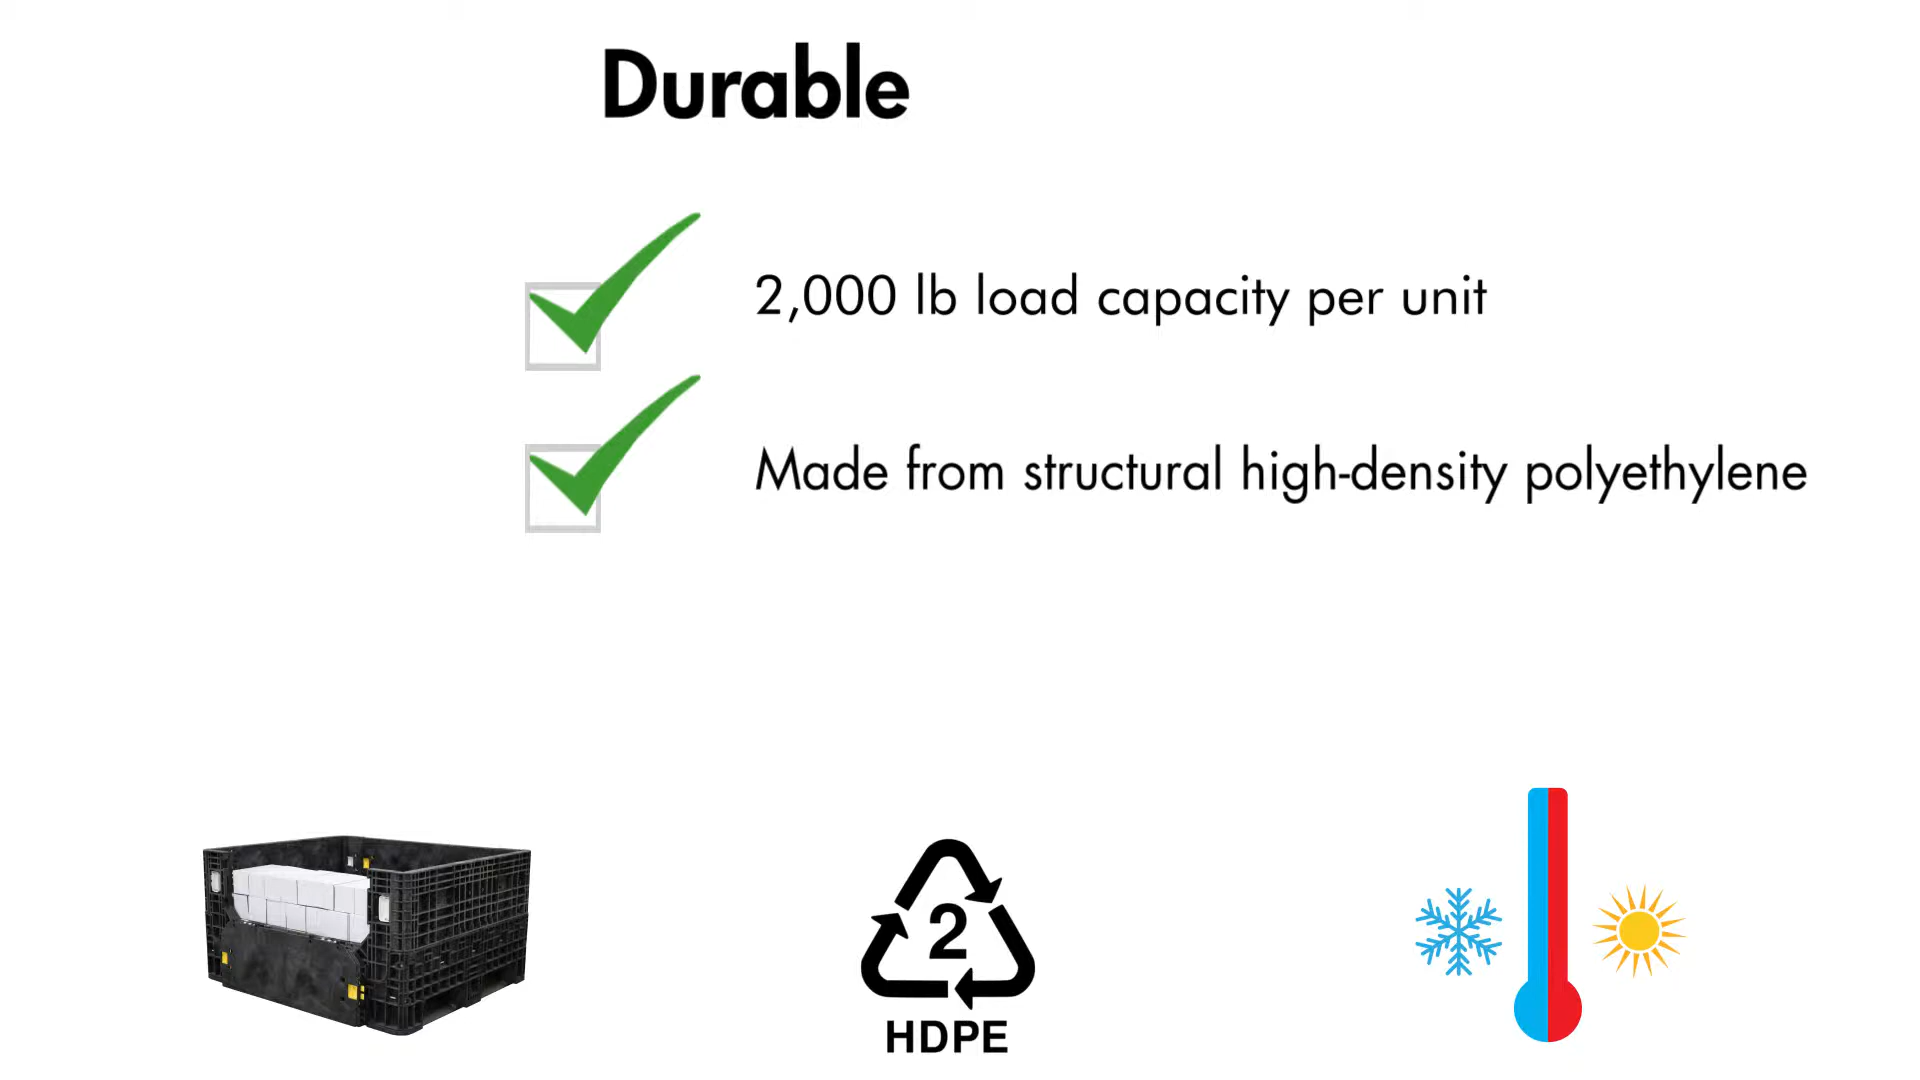 Durable
2,000 lb load capacity per unit
Made from structural high-density polyethylene
2
HDPE